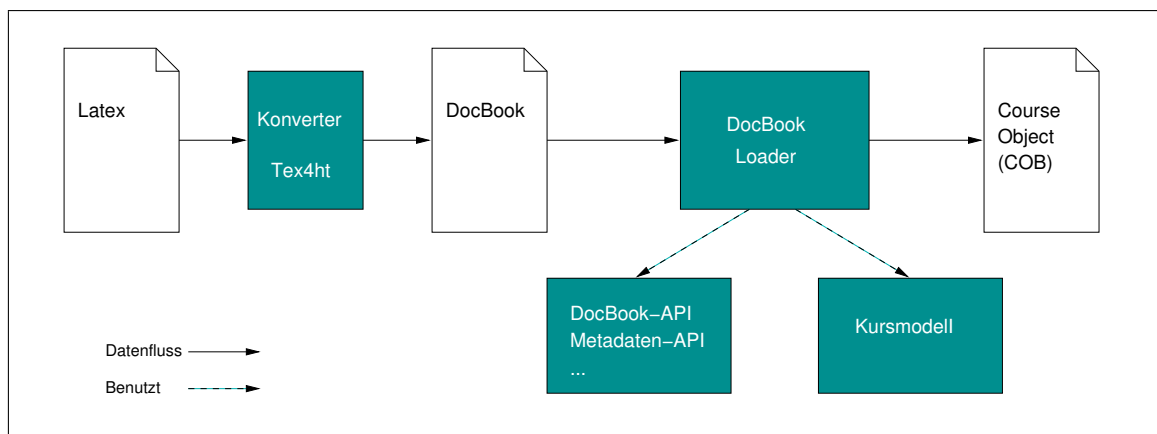 Latex
Konverter
Tex4ht
DocBook
DocBook
Loader
Course
Object
(COB)
DocBook−API
Metadaten−API
...
Kursmodell
Datenfluss
Benutzt